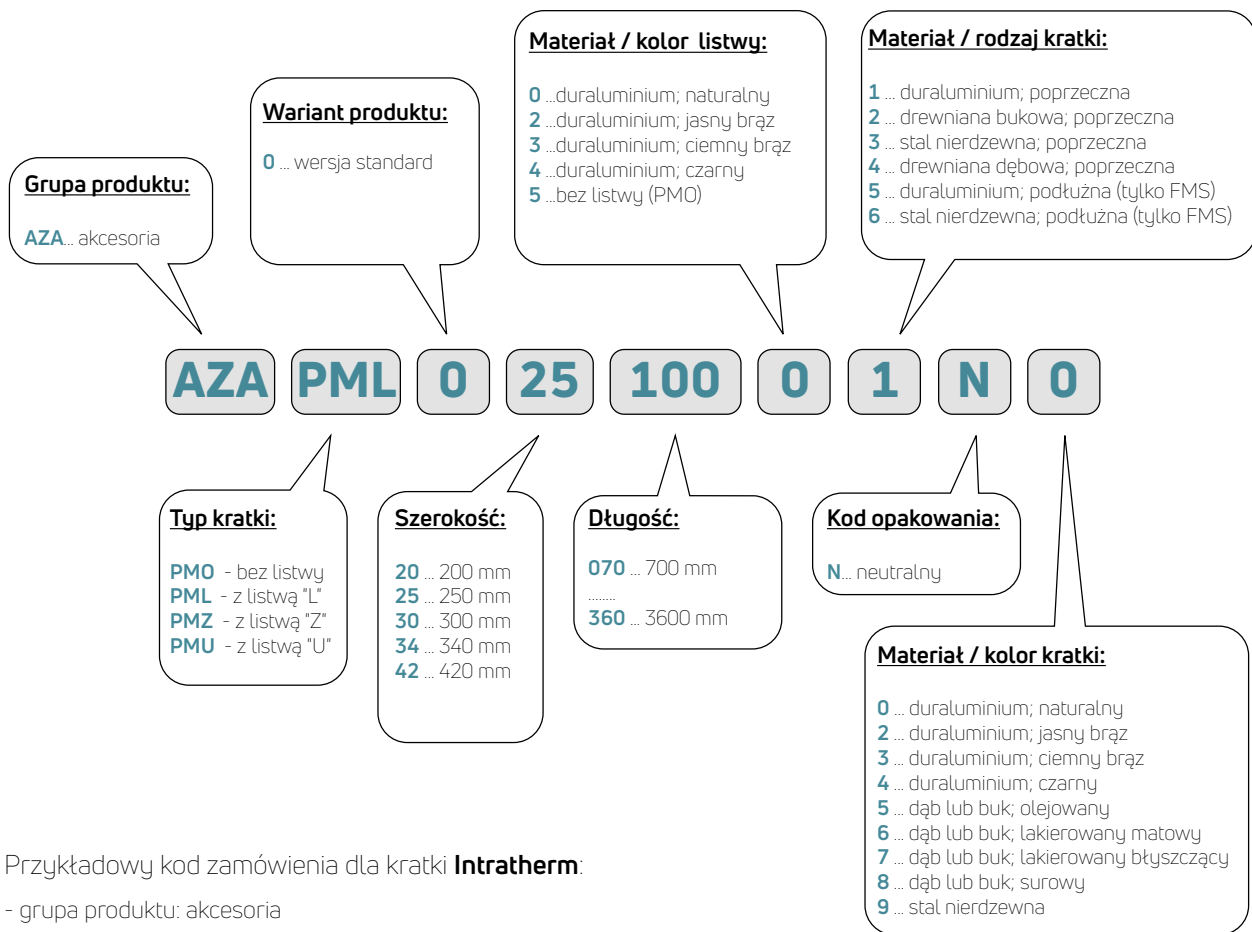 Materiał / kolor listwy:
0 ...duraluminium; naturalny
2 ...duraluminium; jasny brąz
3 ...duraluminium; ciemny brąz
4 ...duraluminium; czarny
5 ...bez listwy (PMO)
Materiał / rodzaj kratki:
1 ... duraluminium; poprzeczna
2 ... drewniana bukowa; poprzeczna
3 ... stal nierdzewna; poprzeczna
4 ... drewniana dębowa; poprzeczna
5 ... duraluminium; podłużna (tylko FMS)
6 ... stal nierdzewna; podłużna (tylko FMS)
Wariant produktu:
0 ... wersja standard
Grupa produktu:
AZA... akcesoria
AZA PML 0 25 100 0 1 N 0
Typ kratki:
PMO - bez listwy
PML - z listwą "L"
PMZ - z listwą "Z"
PMU - z listwą "U"
Szerokość:
20 ... 200 mm
25 ... 250 mm
30 ... 300 mm
34 ... 340 mm
42 ... 420 mm
Długość:
070 ... 700 mm
........
360 ... 3600 mm
Kod opakowania:
N... neutralny
Materiał / kolor kratki:
0 ... duraluminium; naturalny
2 ... duraluminium; jasny brąz
3 ... duraluminium; ciemny brąz
4 ... duraluminium; czarny
5 ... dąb lub buk; olejowany
6 ... dąb lub buk; lakierowany matowy
7 ... dąb lub buk; lakierowany błyszczący
8 ... dąb lub buk; surowy
9 ... stal nierdzewna
Przykładowy kod zamówienia dla kratki Intratherm:
- grupa produktu: akcesoria